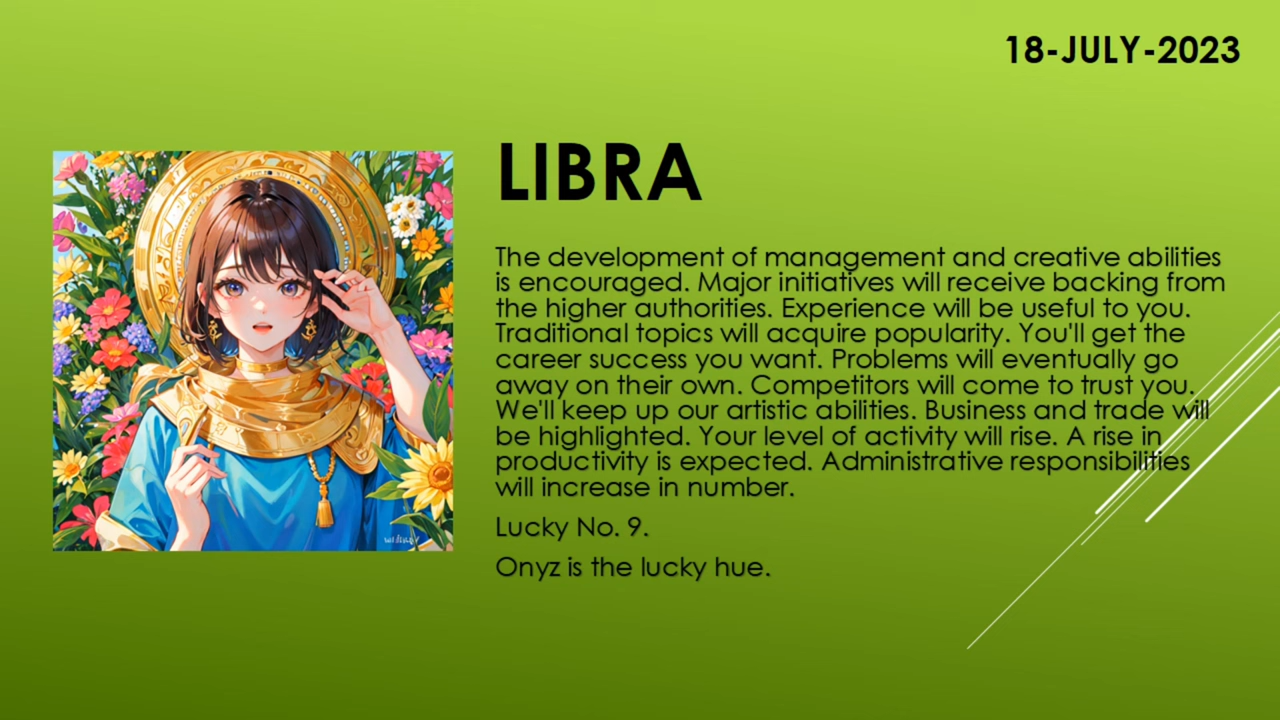 18-JULY-2023
LIBRA
The development of management and creative abilities
is encouraged. Major initiatives will receive backing from
the higher authorities. Experience will be useful to you.
Traditional topics will acquire popularity. You'll get the
career success you want. Problems will eventually go
away on their own. Competitors will come to trust you.
We'll keep up our artistic abilities. Business and trade will
be highlighted. Your level of activity will rise. A rise in
productivity is expected. Administrative responsibilities
will increase in number.
Lucky No. 9.
Onyz is the lucky hue.